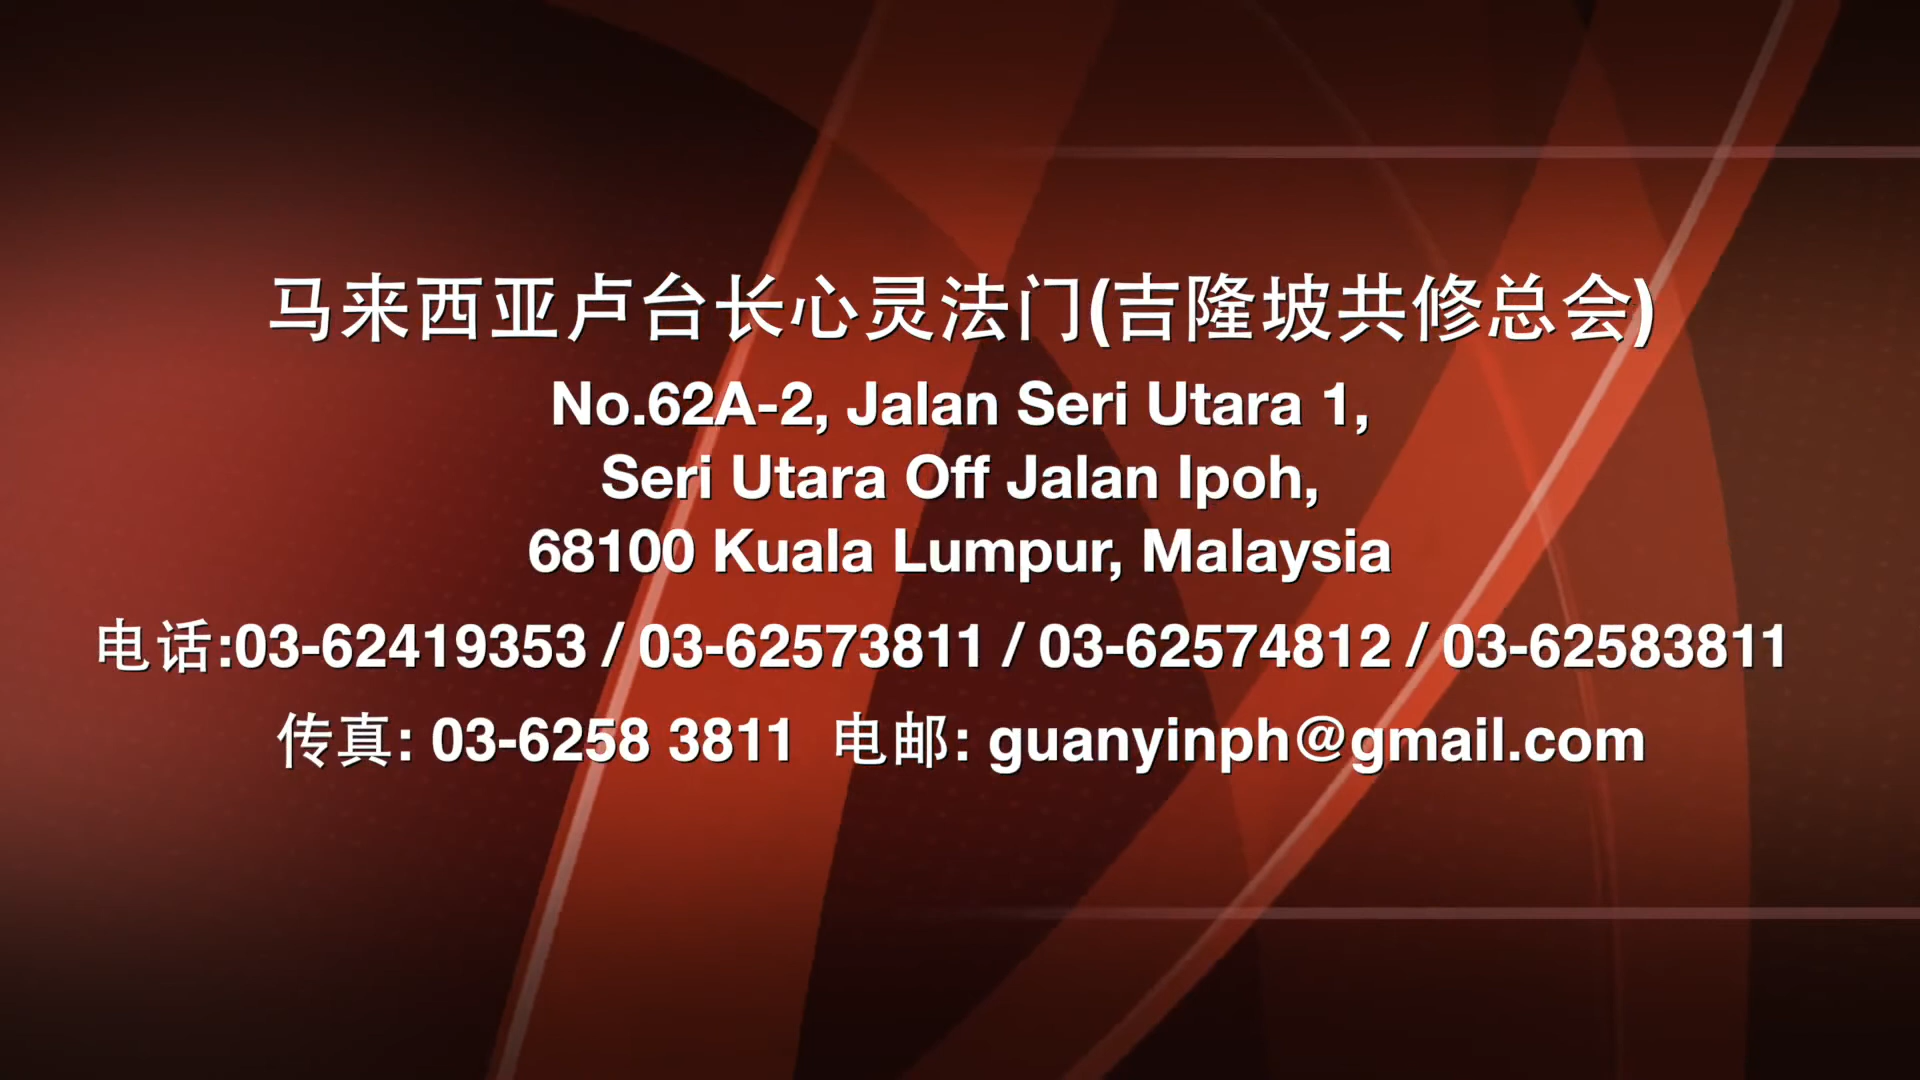 马来西亚卢台长心灵法门(吉隆坡共修总会)
No.62A-2, Jalan Seri Utara 1,
Seri Utara Off Jalan Ipoh,
68100 Kuala Lumpur, Malaysia
电话:03-62419353 / 03-62573811 / 03-62574812 / 03-62583811
传真: 03-6258 3811 电邮: guanyinph@gmail.com